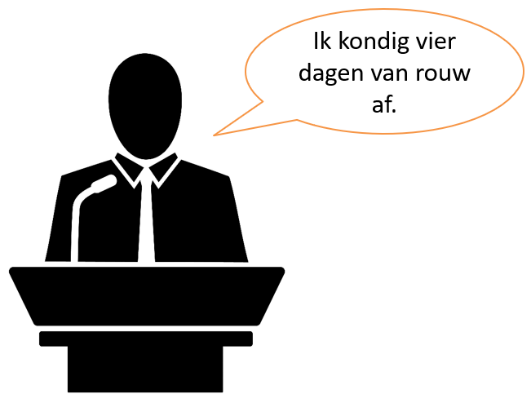 Ik kondig vier
dagen van rouw
af.